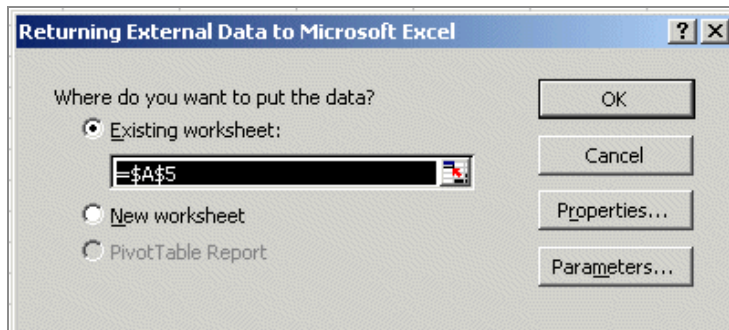 Returning External Data to Microsoft Excel
Where do you want to put the data?
Existing worksheet:
=$A$5
New worksheet
PivotTable Report
OK
Cancel
Properties...
Parameters...